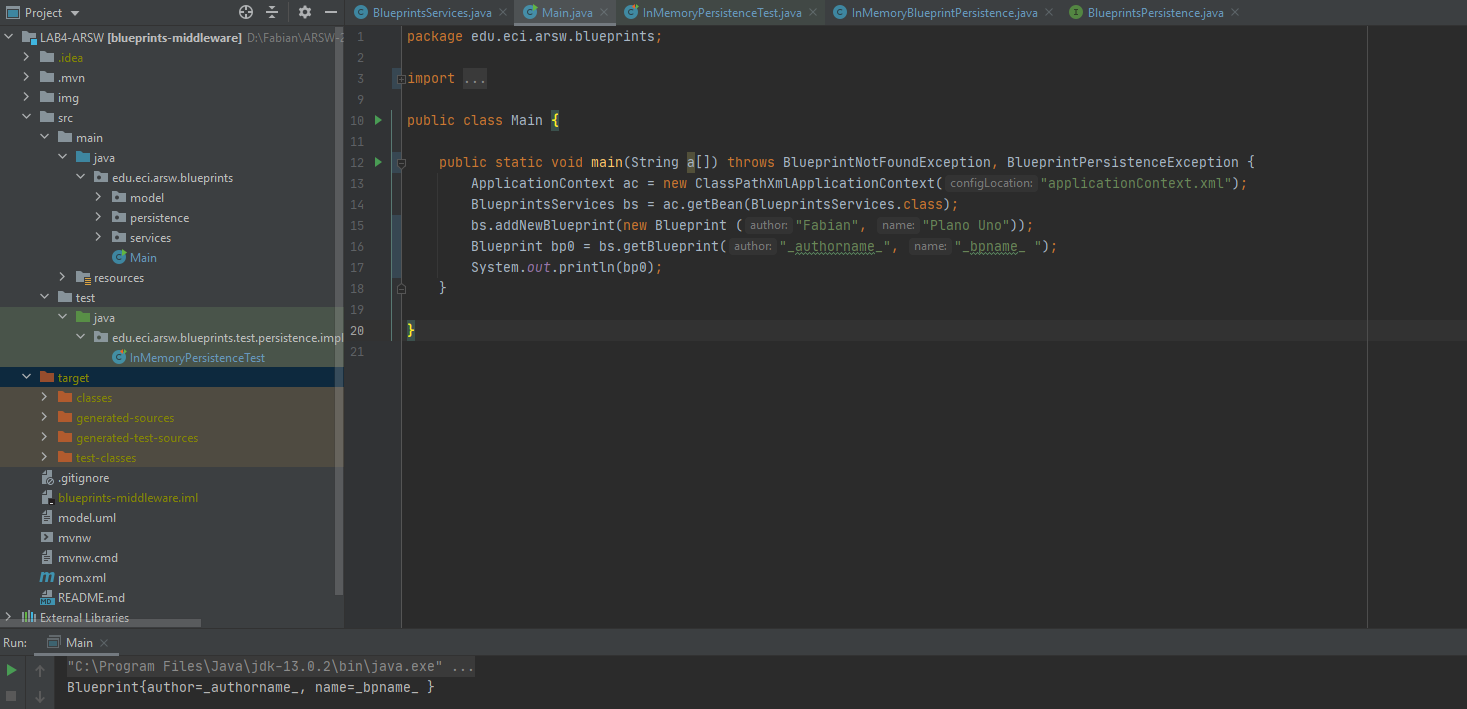 Project
LAB4-ARSW [blueprints-middleware] D:\Fabian\ARSW-2
.idea
.mvn
img
src
main
java
edu.eci.arsw.blueprints
model
persistence
services
Main
resources
test
java
edu.eci.arsw.blueprints.test.persistence.impl
InMemoryPersistenceTest
target
classes
generated-sources
generated-test-sources
test-classes
.gitignore
blueprints-middleware.iml
model.uml
mvnw
mvnw.cmd
pom.xml
README.md
External Libraries
BlueprintsServices.java Main.java InMemoryPersistenceTest.java InMemoryBlueprintPersistence.java BlueprintsPersistence.java
1 package edu.eci.arsw.blueprints;
2
3 import ...
9
10 public class Main {
11
12 public static void main(String a[]) throws BlueprintNotFoundException, BlueprintPersistenceException {
13 ApplicationContext ac = new ClassPathXmlApplicationContext( configLocation: "applicationContext.xml");
14 BlueprintsServices bs = ac.getBean(BlueprintsServices.class);
15 bs.addNewBlueprint(new Blueprint ( author: "Fabian", name: "Plano Uno"));
16 Blueprint bp0 = bs.getBlueprint( author: "_authorname_", name: "_bpname_ ");
17 System.out.println(bp0);
18 }
19
20 }
21
Run: Main
"C:\Program Files\Java\jdk-13.0.2\bin\java.exe" ...
Blueprint{author=_authorname_, name=_bpname_ }